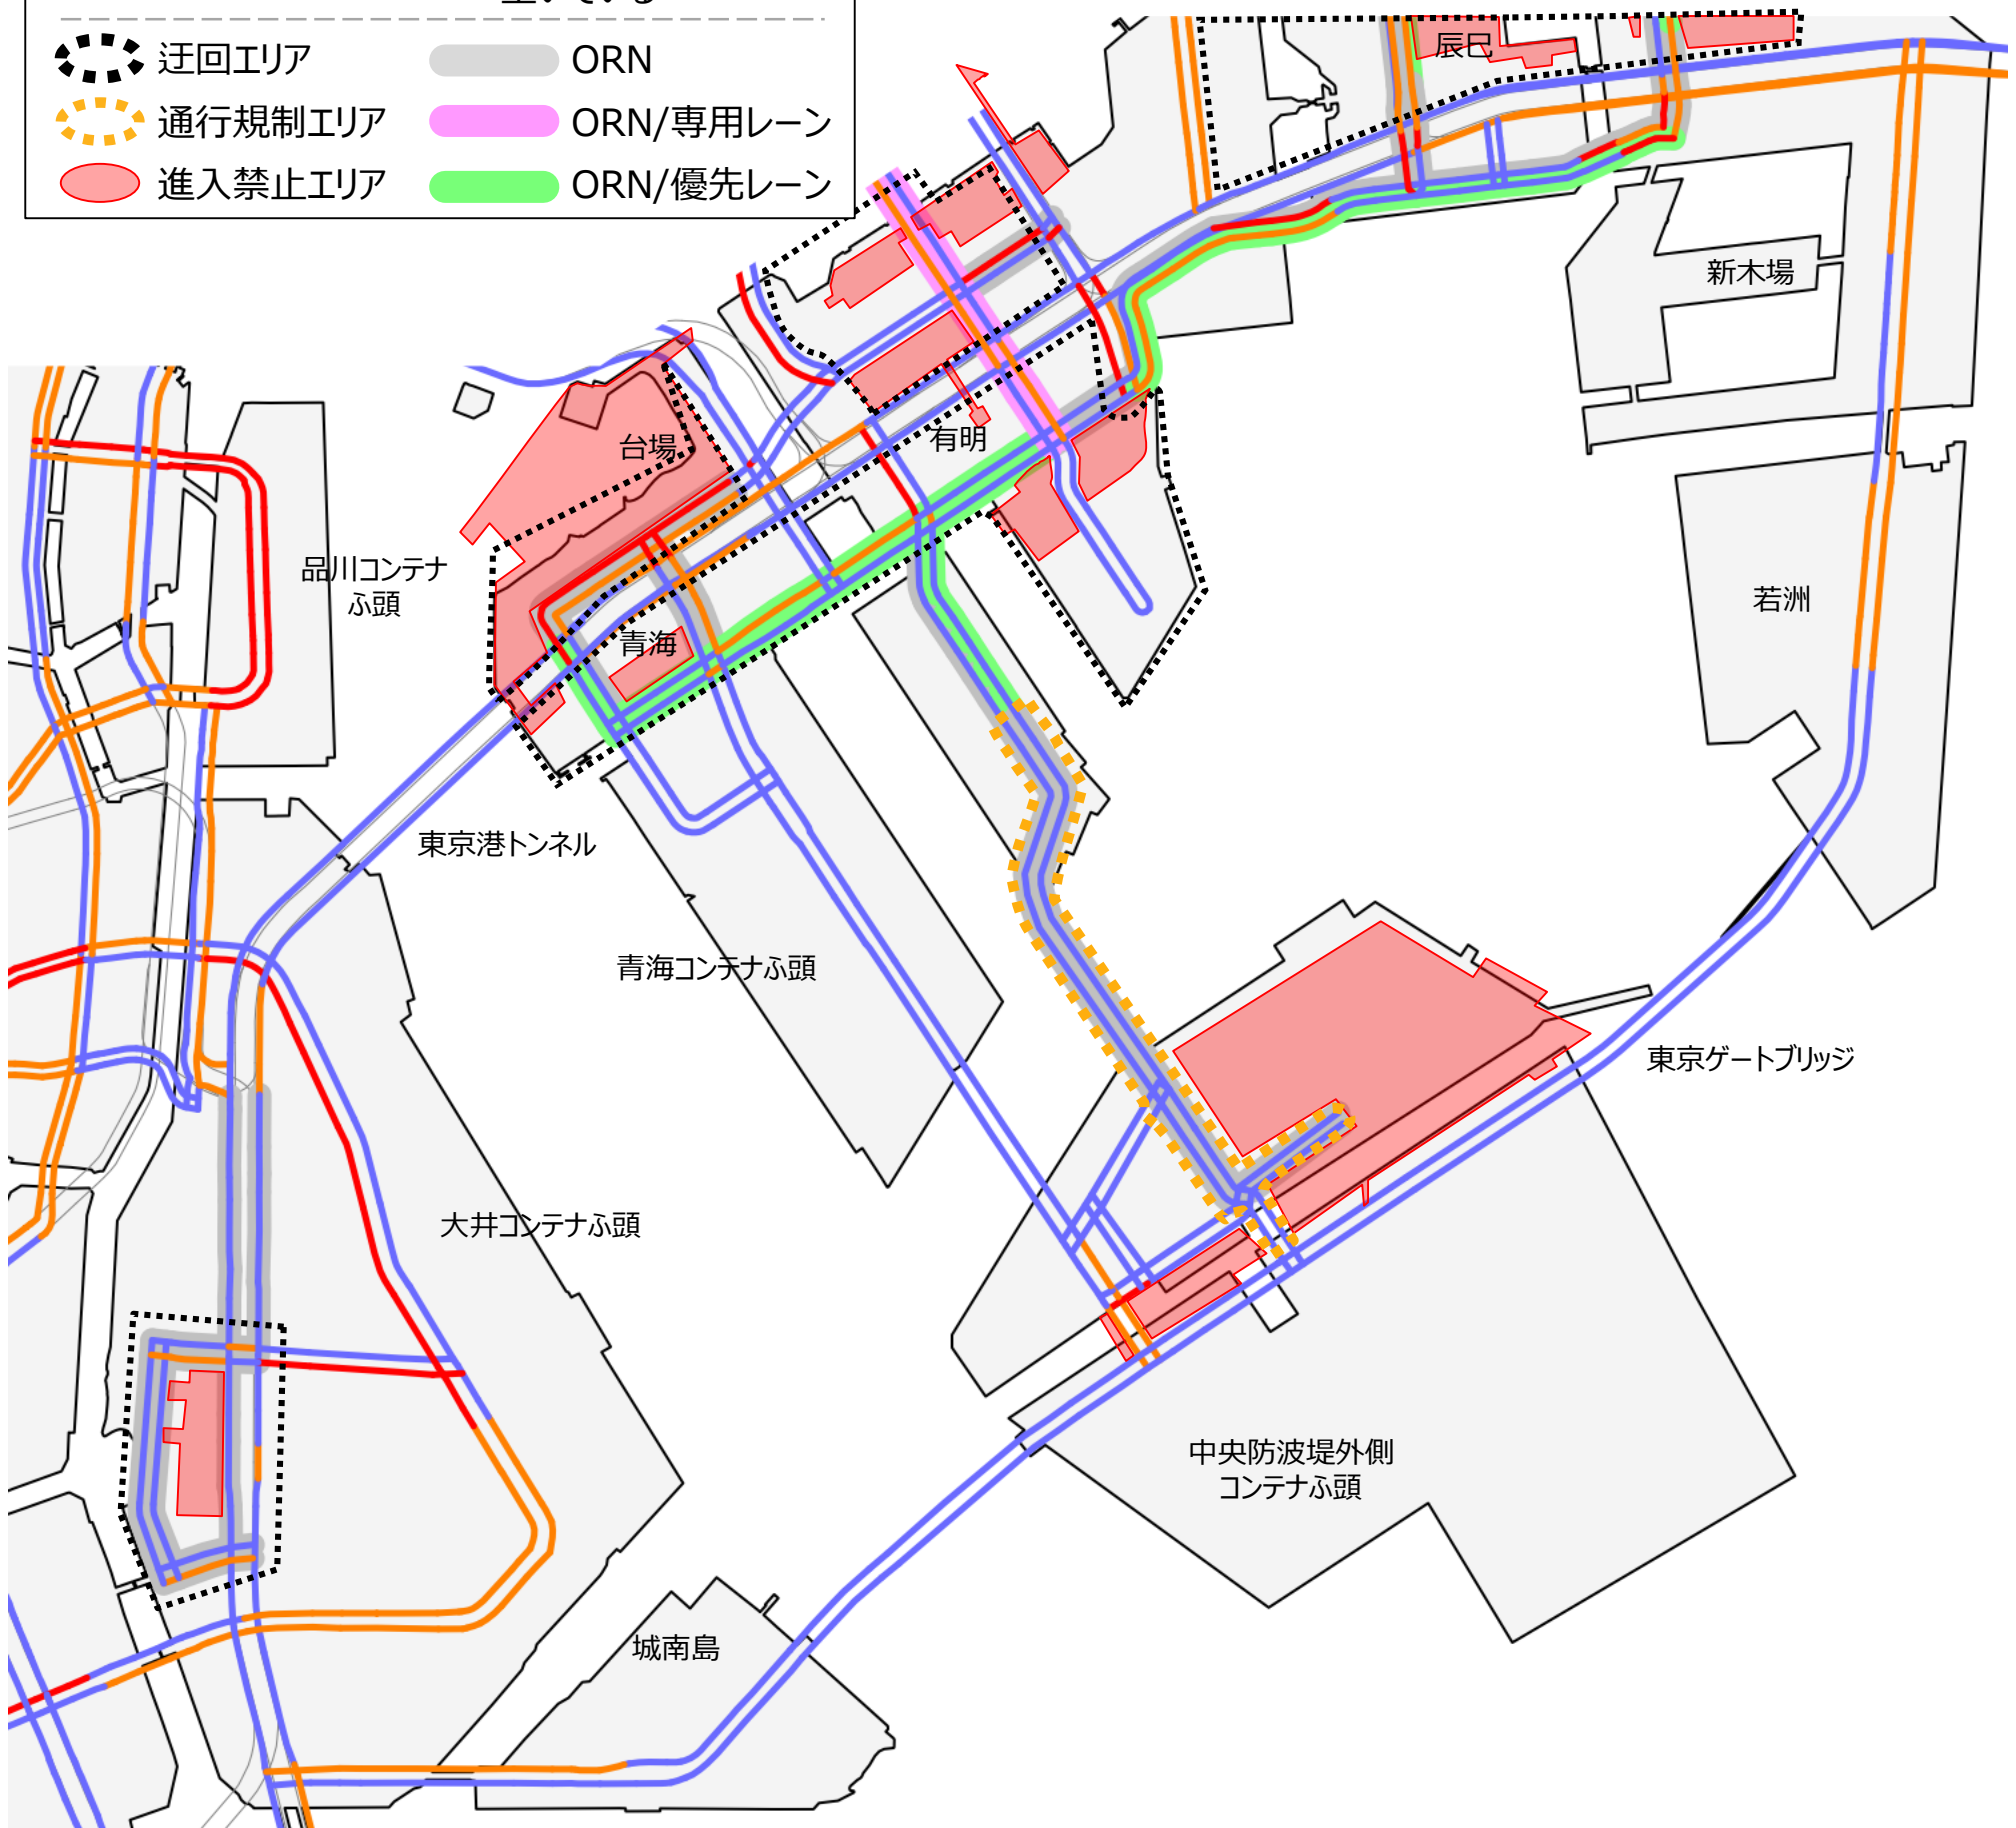 空いている
迂回エリア
ORN
通行規制エリア
ORN/専用レーン
進入禁止エリア
ORN/優先レーン
辰巳
新木場
有明
台場
品川コンテナ
ふ頭
青海
若洲
東京港トンネル
青海コンテナふ頭
東京ゲートブリッジ
大井コンテナふ頭
中央防波堤外側
コンテナふ頭
城南島